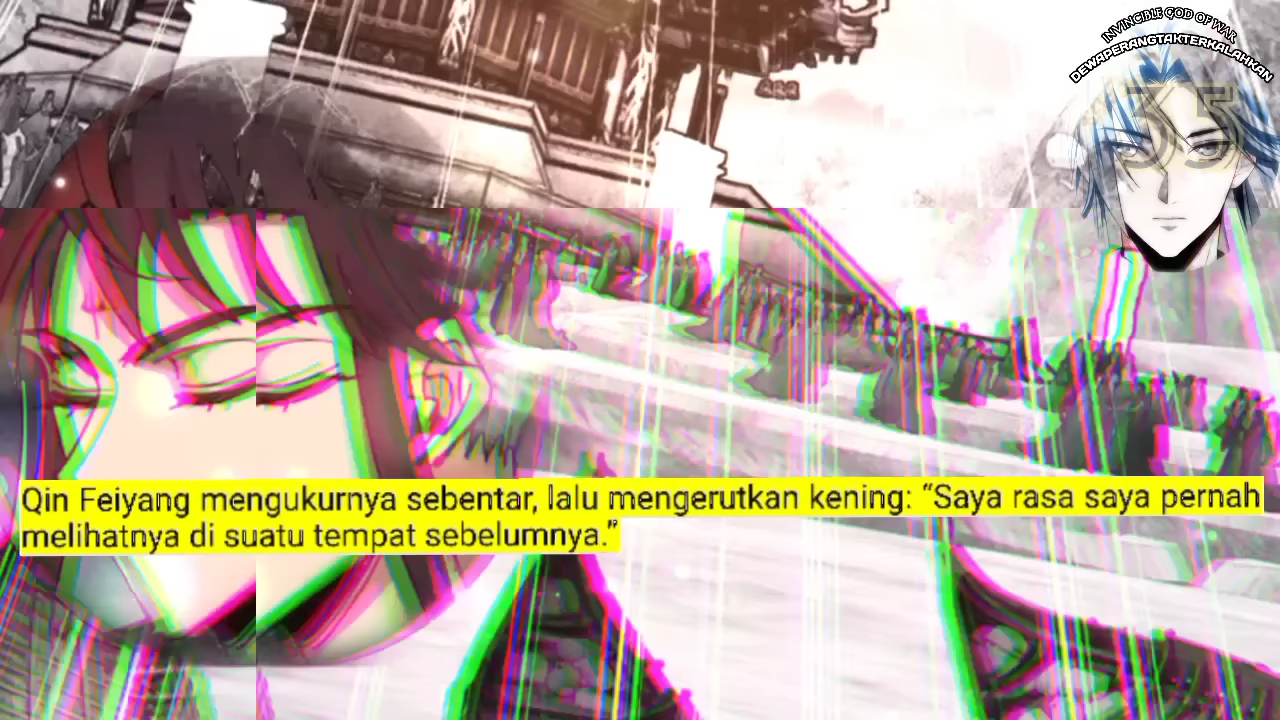 INVINCIBLE GOD OF WAR
DEWAPERANGTAKTERKALAHKAN
35
Qin Feiyang mengukurnya sebentar, lalu mengerutkan kening: “Saya rasa saya pernah
melihatnya di suatu tempat sebelumnya.”